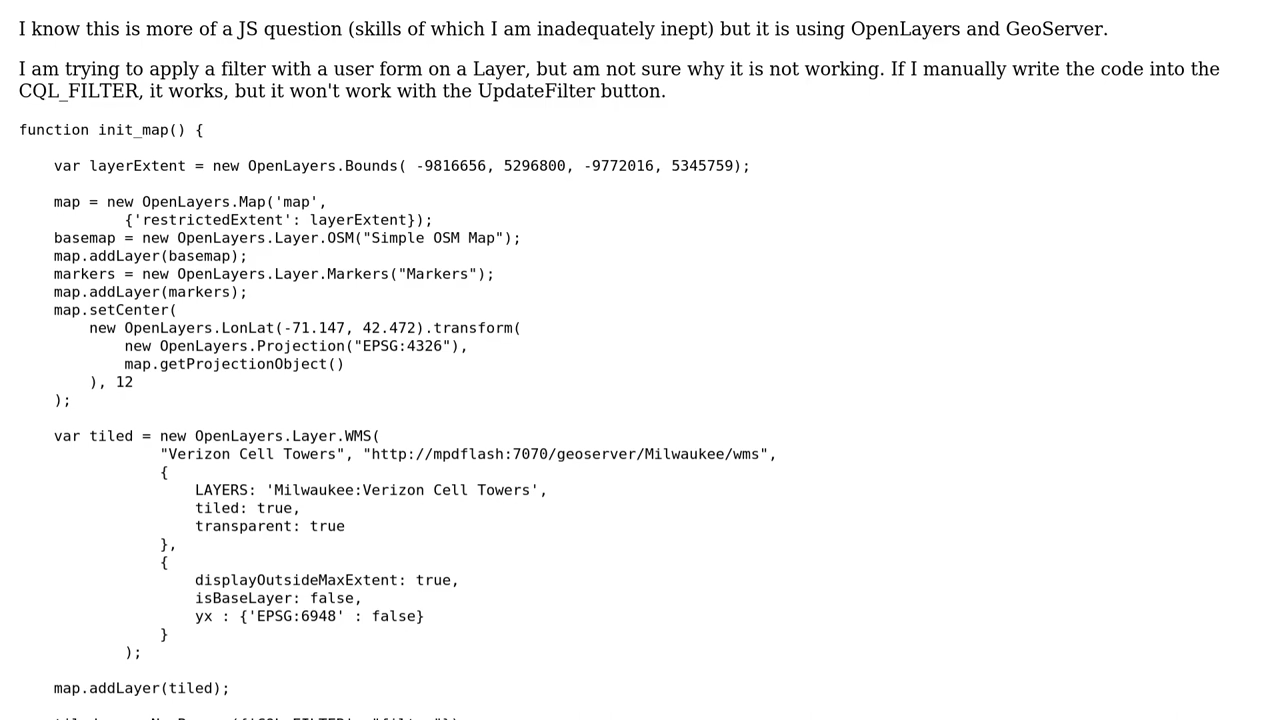 I know this is more of a JS question (skills of which I am inadequately inept) but it is using OpenLayers and GeoServer.
I am trying to apply a filter with a user form on a Layer, but am not sure why it is not working. If I manually write the code into the
CQL_FILTER, it works, but it won't work with the UpdateFilter button.
function init_map() {
    var layerExtent = new OpenLayers.Bounds( -9816656, 5296800, -9772016, 5345759);
    map = new OpenLayers.Map('map',
            {'restrictedExtent': layerExtent});
    basemap = new OpenLayers.Layer.OSM("Simple OSM Map");
    map.addLayer(basemap);
    markers = new OpenLayers.Layer.Markers("Markers");
    map.addLayer(markers);
    map.setCenter(
        new OpenLayers.LonLat(-71.147, 42.472).transform(
            new OpenLayers.Projection("EPSG:4326"),
            map.getProjectionObject()
        ), 12
    );
    var tiled = new OpenLayers.Layer.WMS(
                "Verizon Cell Towers", "http://mpdflash:7070/geoserver/Milwaukee/wms",
                {
                    LAYERS: 'Milwaukee:Verizon Cell Towers',
                    tiled: true,
                    transparent: true
                },
                {
                    displayOutsideMaxExtent: true,
                    isBaseLayer: false,
                    yx : {'EPSG:6948' : false}
                }
            );
    map.addLayer(tiled);